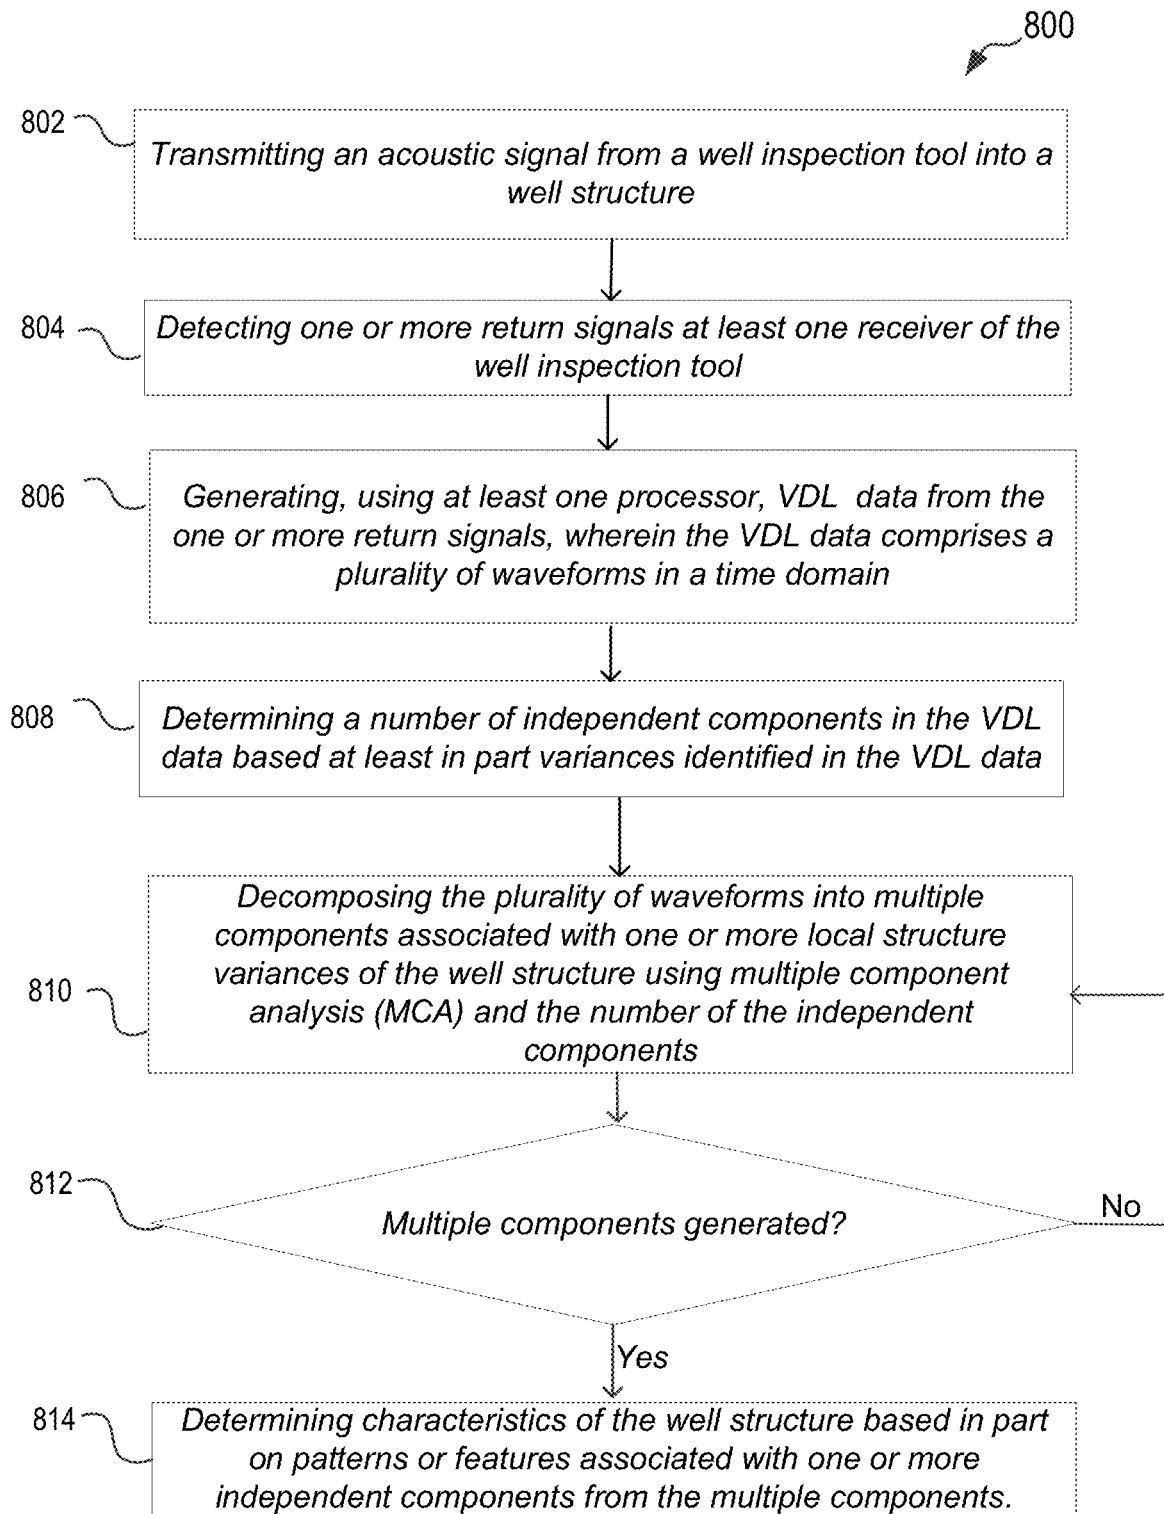 800
802
Transmitting an acoustic signal from a well inspection tool into a
well structure
804
Detecting one or more return signals at least one receiver of the
well inspection tool
806
Generating, using at least one processor, VDL data from the
one or more return signals, wherein the VDL data comprises a
plurality of waveforms in a time domain
808
Determining a number of independent components in the VDL
data based at least in part variances identified in the VDL data
810
Decomposing the plurality of waveforms into multiple
components associated with one or more local structure
variances of the well structure using multiple component
analysis (MCA) and the number of the independent
components
812
Multiple components generated?
No
Yes
814
Determining characteristics of the well structure based in part
on patterns or features associated with one or more
independent components from the multiple components.